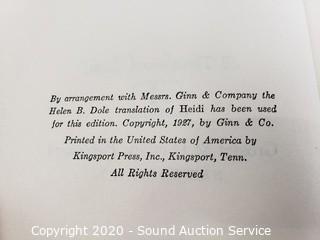 By arrangement with Messrs. Ginn & Company the
Helen B. Dole translation of Heidi has been used
for this edition. Copyright, 1927, by Ginn & Co.
Printed in the United States of America by
Kingsport Press, Inc., Kingsport, Tenn.
All Rights Reserved
Copyright 2020 - Sound Auction Service